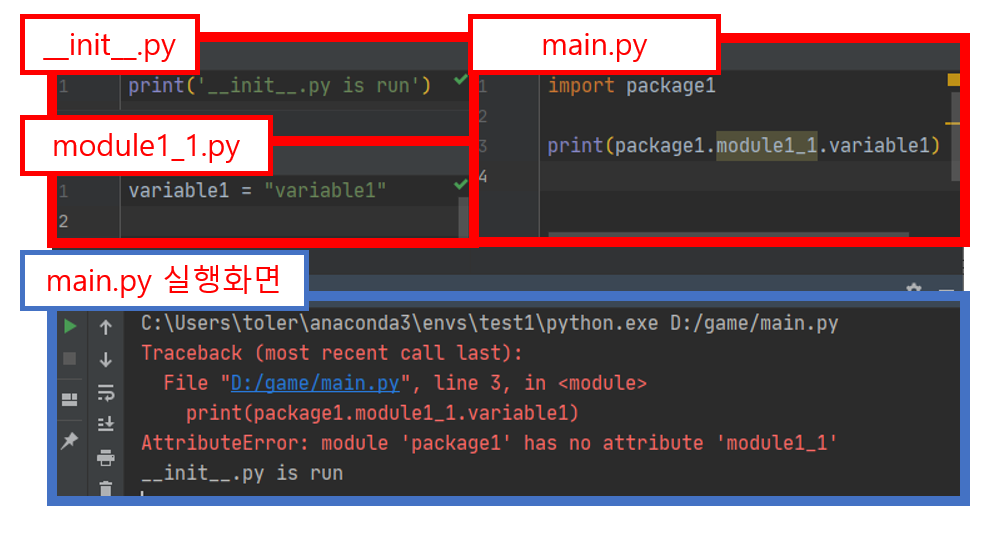 __init__.py
1 print('__init__.py is run')
module1_1.py
1 variable1 = "variable1"
2
main.py
1 import package1
2
3 print(package1.module1_1.variable1)
4
main.py 실행화면
C:\Users\toler\anaconda3\envs\test1\python.exe D:/game/main.py
Traceback (most recent call last):
File "D:/game/main.py", line 3, in <module>
print(package1.module1_1.variable1)
AttributeError: module 'package1' has no attribute 'module1_1'
__init__.py is run